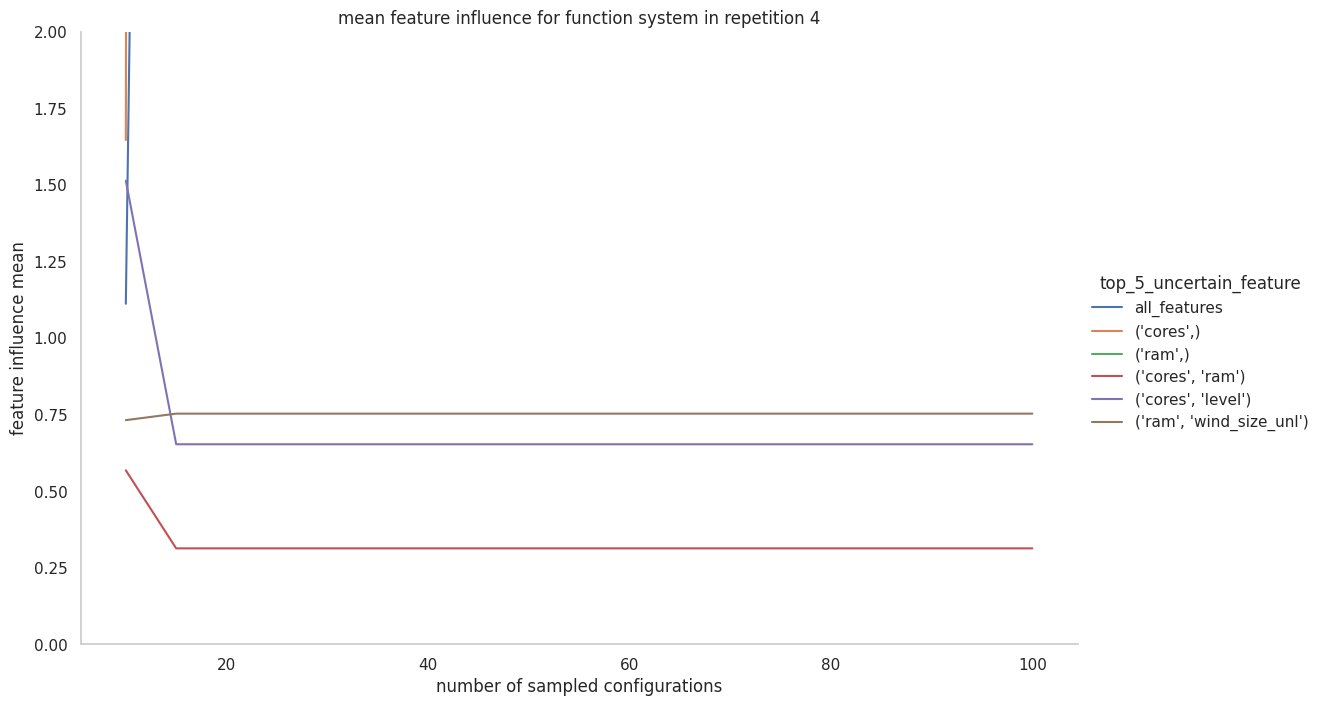 mean feature influence for function system in repetition 4
2.00
1.75
1.50
1.25
1.00
0.75
0.50
0.25
0.00
feature influence mean
20
40
60
80
100
number of sampled configurations
top_5_uncertain_feature
all_features
('cores',)
('ram',)
('cores', 'ram')
('cores', 'level')
('ram', 'wind_size_unl')